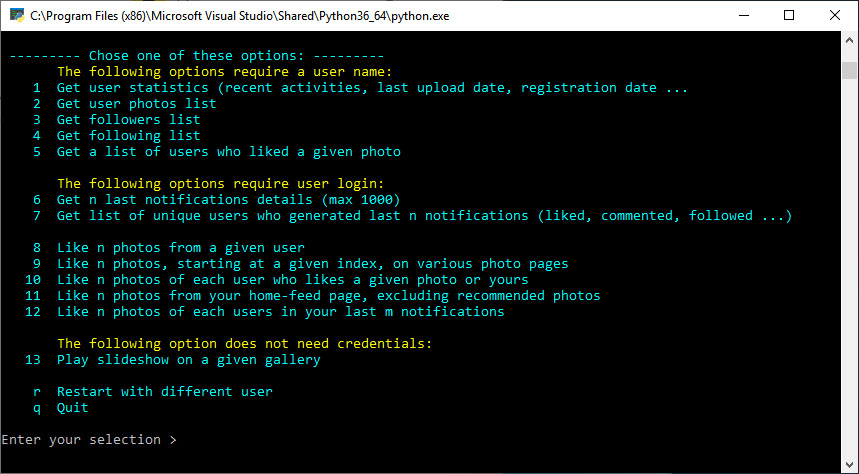 C:\Program Files (x86)\Microsoft Visual Studio\Shared\Python36_64\python.exe
--------- Chose one of these options: ---------
The following options require a user name:
1 Get user statistics (recent activities, last upload date, registration date ...
2 Get user photos list
3 Get followers list
4 Get following list
5 Get a list of users who liked a given photo
The following options require user login:
6 Get n last notifications details (max 1000)
7 Get list of unique users who generated last n notifications (liked, commented, followed ...)
8 Like n photos from a given user
9 Like n photos, starting at a given index, on various photo pages
10 Like n photos of each user who likes a given photo or yours
11 Like n photos from your home-feed page, excluding recommended photos
12 Like n photos of each users in your last m notifications
The following option does not need credentials:
13 Play slideshow on a given gallery
r Restart with different user
q Quit
Enter your selection >